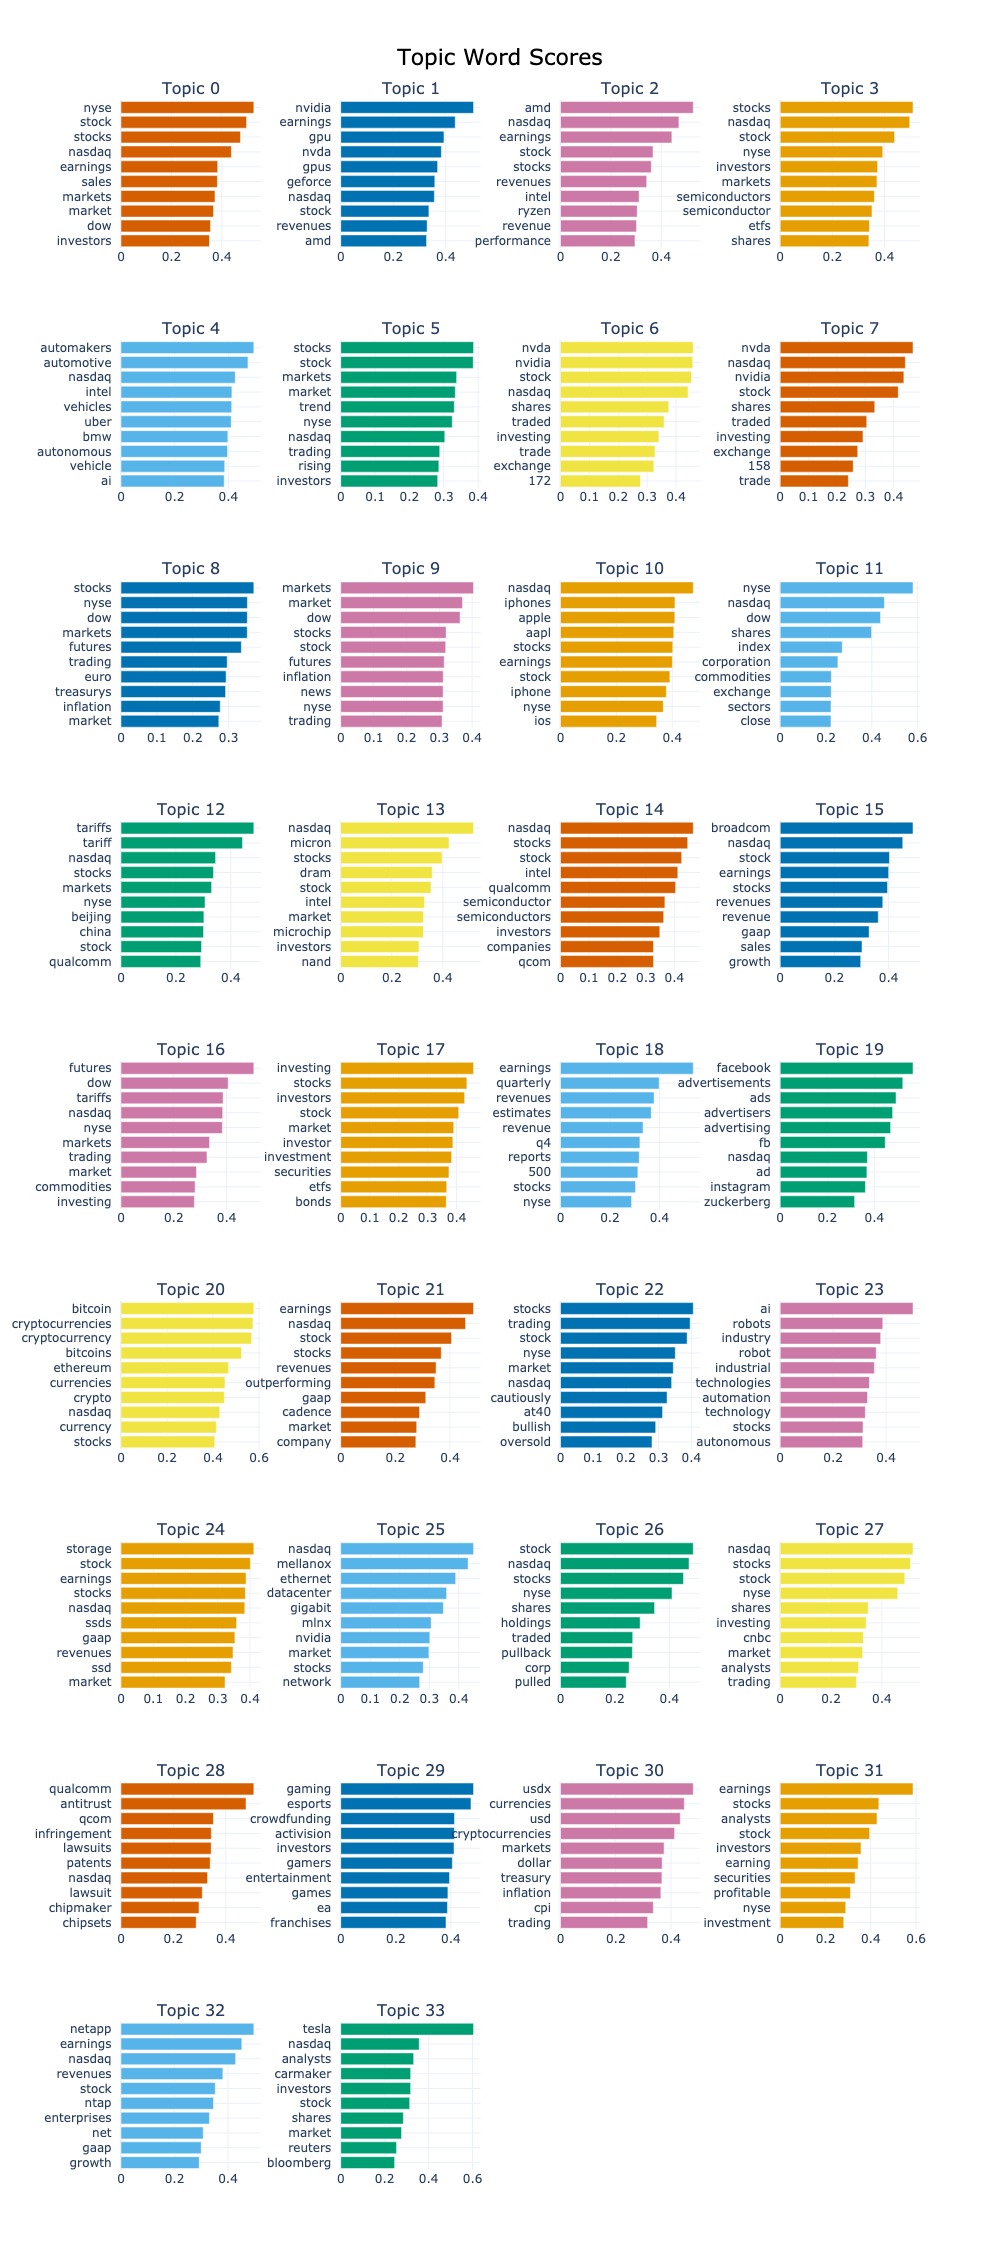 Topic Word Scores
Topic 0
nyse
stock
stocks
nasdaq
earnings
sales
markets
market
dow
investors
0 0.2 0.4
Topic 1
nvidia
earnings
gpu
nvda
gpus
geforce
nasdaq
stock
revenues
amd
0 0.2 0.4
Topic 2
amd
nasdaq
earnings
stock
stocks
revenues
intel
ryzen
revenue
performance
0 0.2 0.4
Topic 3
stocks
nasdaq
stock
nyse
investors
markets
semiconductors
semiconductor
etfs
shares
0 0.2 0.4
Topic 4
automakers
automotive
nasdaq
intel
vehicles
uber
bmw
autonomous
vehicle
ai
0 0.2 0.4
Topic 5
stocks
stock
markets
market
trend
nyse
nasdaq
trading
rising
investors
0 0.1 0.2 0.3 0.4
Topic 6
nvda
nvidia
stock
nasdaq
shares
traded
investing
trade
exchange
172
0 0.1 0.2 0.3 0.4
Topic 7
nvda
nasdaq
nvidia
stock
shares
traded
investing
exchange
158
trade
0 0.1 0.2 0.3 0.4
Topic 8
stocks
nyse
dow
markets
futures
trading
euro
treasurys
inflation
market
0 0.1 0.2 0.3
Topic 9
markets
market
dow
stocks
stock
futures
inflation
news
nyse
trading
0 0.1 0.2 0.3 0.4
Topic 10
nasdaq
iphones
apple
aapl
stocks
earnings
stock
iphone
nyse
ios
0 0.2 0.4
Topic 11
nyse
nasdaq
dow
shares
index
corporation
commodities
exchange
sectors
close
0 0.2 0.4 0.6
Topic 12
tariffs
tariff
nasdaq
stocks
markets
nyse
beijing
china
stock
qualcomm
0 0.2 0.4
Topic 13
nasdaq
micron
stocks
dram
stock
intel
market
microchip
investors
nand
0 0.2 0.4
Topic 14
nasdaq
stocks
stock
intel
qualcomm
semiconductor
semiconductors
investors
companies
qcom
0 0.1 0.2 0.3 0.4
Topic 15
broadcom
nasdaq
stock
earnings
stocks
revenues
revenue
gaap
sales
growth
0 0.2 0.4
Topic 16
futures
dow
tariffs
nasdaq
nyse
markets
trading
market
commodities
investing
0 0.2 0.4
Topic 17
investing
stocks
investors
stock
market
investor
investment
securities
etfs
bonds
0 0.1 0.2 0.3 0.4
Topic 18
earnings
quarterly
revenues
estimates
revenue
q4
reports
500
stocks
nyse
0 0.2 0.4
Topic 19
facebook
advertisements
ads
advertisers
advertising
fb
nasdaq
ad
instagram
zuckerberg
0 0.2 0.4
Topic 20
bitcoin
cryptocurrencies
cryptocurrency
bitcoins
ethereum
currencies
crypto
nasdaq
currency
stocks
0 0.2 0.4 0.6
Topic 21
earnings
nasdaq
stock
stocks
revenues
outperforming
gaap
cadence
market
company
0 0.2 0.4
Topic 22
stocks
trading
stock
nyse
market
nasdaq
cautiously
at40
bullish
oversold
0 0.1 0.2 0.3 0.4
Topic 23
ai
robots
industry
robot
industrial
technologies
automation
technology
stocks
autonomous
0 0.2 0.4
Topic 24
storage
stock
earnings
stocks
nasdaq
ssds
gaap
revenues
ssd
market
0 0.1 0.2 0.3 0.4
Topic 25
nasdaq
mellanox
ethernet
datacenter
gigabit
mlnx
nvidia
market
stocks
network
0 0.1 0.2 0.3 0.4
Topic 26
stock
nasdaq
stocks
nyse
shares
holdings
traded
pullback
corp
pulled
0 0.2 0.4
Topic 27
nasdaq
stocks
stock
nyse
shares
investing
cnbc
market
analysts
trading
0 0.2 0.4
Topic 28
qualcomm
antitrust
qcom
infringement
lawsuits
patents
nasdaq
lawsuit
chipmaker
chipsets
0 0.2 0.4
Topic 29
gaming
esports
crowdfunding
activision
investors
gamers
entertainment
games
ea
franchises
0 0.2 0.4
Topic 30
usdx
currencies
usd
cryptocurrencies
markets
dollar
treasury
inflation
cpi
trading
0 0.2 0.4
Topic 31
earnings
stocks
analysts
stock
investors
earning
securities
profitable
nyse
investment
0 0.2 0.4 0.6
Topic 32
netapp
earnings
nasdaq
revenues
stock
ntap
enterprises
net
gaap
growth
0 0.2 0.4
Topic 33
tesla
nasdaq
analysts
carmaker
investors
stock
shares
market
reuters
bloomberg
0 0.2 0.4 0.6